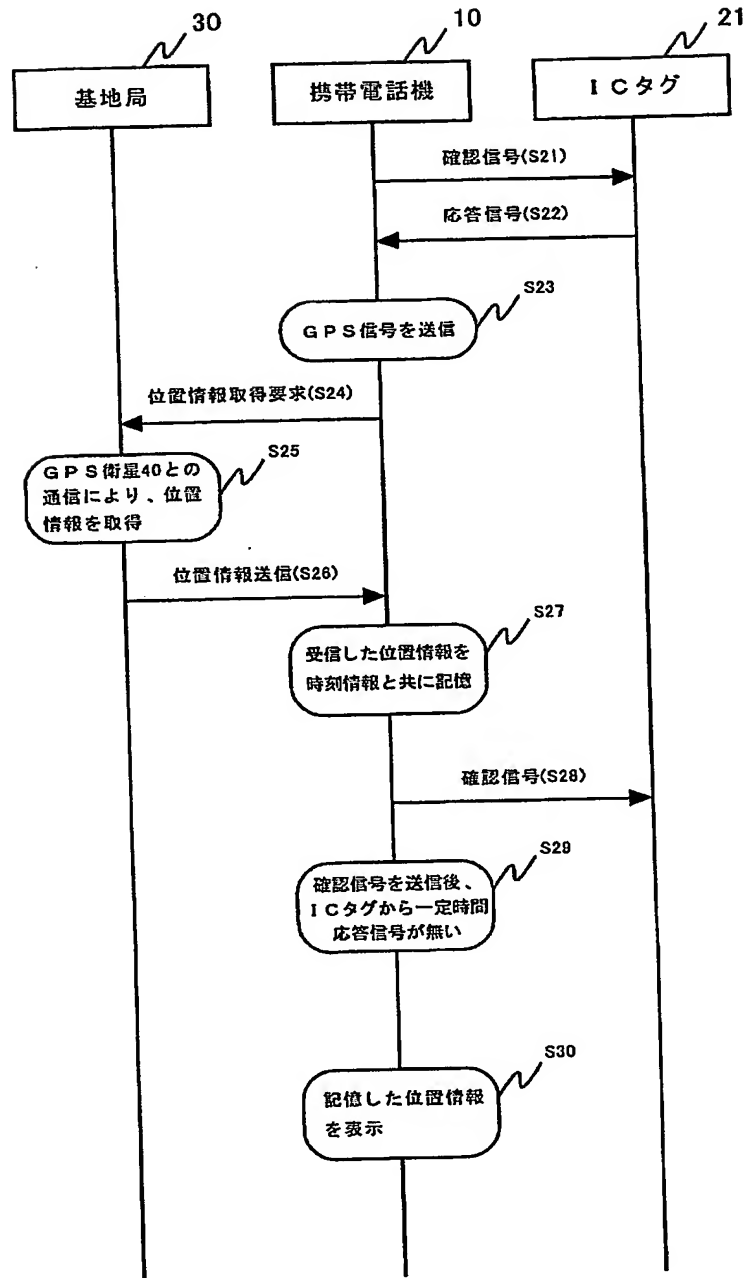 30
10
21
基地局
携帯電話機
ICタグ
確認信号(S21)
応答信号(S22)
S23
GPS信号を送信
位置情報取得要求(S24)
S25
GPS衛星40との
通信により、位置
情報を取得
位置情報送信(S26)
S27
受信した位置情報を
時刻情報と共に記憶
確認信号(S28)
S29
確認信号を送信後、
ICタグから一定時間
応答信号が無い
S30
記憶した位置情報
を表示